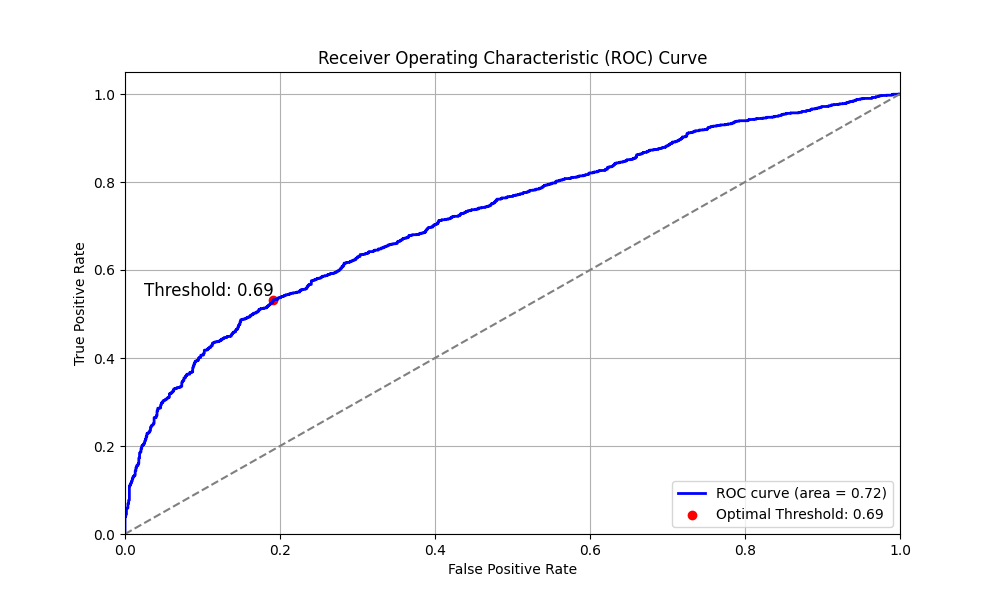 Receiver Operating Characteristic (ROC) Curve
True Positive Rate
1.0
0.8
0.6
0.4
0.2
0.0
Threshold: 0.69
ROC curve (area = 0.72)
Optimal Threshold: 0.69
0.0 0.2 0.4 0.6 0.8 1.0
False Positive Rate